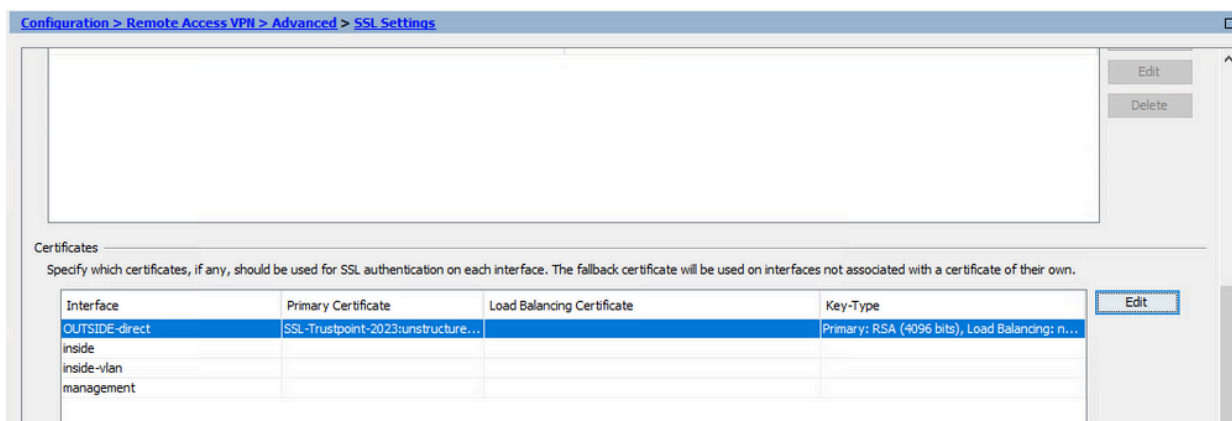 Configuration > Remote Access VPN > Advanced > SSL Settings
Edit
Delete
Certificates
Specify which certificates, if any, should be used for SSL authentication on each interface. The fallback certificate will be used on interfaces not associated with a certificate of their own.
Interface Primary Certificate Load Balancing Certificate Key-Type Edit
OUTSIDE-direct SSL-Trustpoint-2023:unstructure... Primary: RSA (4096 bits), Load Balancing: n...
inside
inside-vlan
management